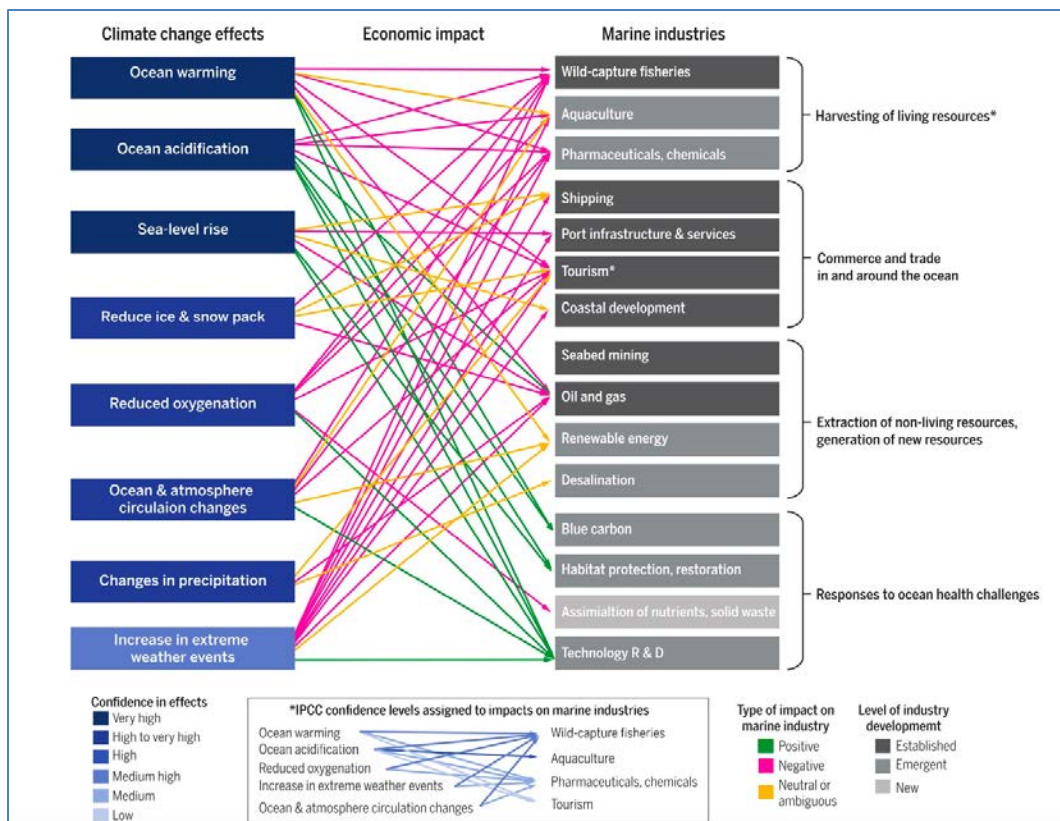 Climate change effects
Economic impact
Marine industries
Ocean warming
Ocean acidification
Sea-level rise
Reduce ice & snow pack
Reduced oxygenation
Ocean & atmosphere
circulaion changes
Changes in precipitation
Increase in extreme
weather events
Wild-capture fisheries
Aquaculture
Pharmaceuticals, chemicals
Shipping
Port infrastructure & services
Tourism*
Coastal development
Seabed mining
Oil and gas
Renewable energy
Desalination
Blue carbon
Habitat protection, restoration
Assimialtion of nutrients, solid waste
Technology R & D
Harvesting of living resources*
Commerce and trade
in and around the ocean
Extraction of non-living resources,
generation of new resources
Responses to ocean health challenges
Confidence in effects
Very high
High to very high
High
Medium high
Medium
Low
*IPCC confidence levels assigned to impacts on marine industries
Ocean warming
Ocean acidification
Reduced oxygenation
Increase in extreme weather events
Ocean & atmosphere circulation changes
Wild-capture fisheries
Aquaculture
Pharmaceuticals, chemicals
Tourism
Type of impact on
marine industry
Positive
Negative
Neutral or
ambiguous
Level of industry
developmemt
Established
Emergent
New